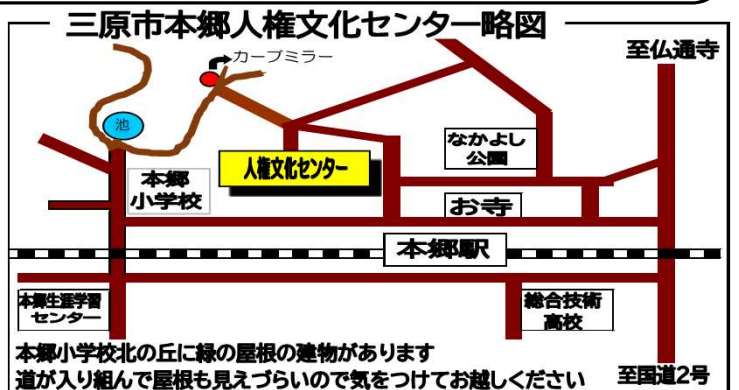 三原市本郷人権文化センター略図
カーブミラー
至仏通寺
池
なかよし
公園
人権文化センター
本郷
小学校
お寺
本郷駅
本郷生涯学習
センター
総合技術
高校
本郷小学校北の丘に緑の屋根の建物があります
道が入り組んで屋根も見えづらいので気をつけてお越しください
至国道2号